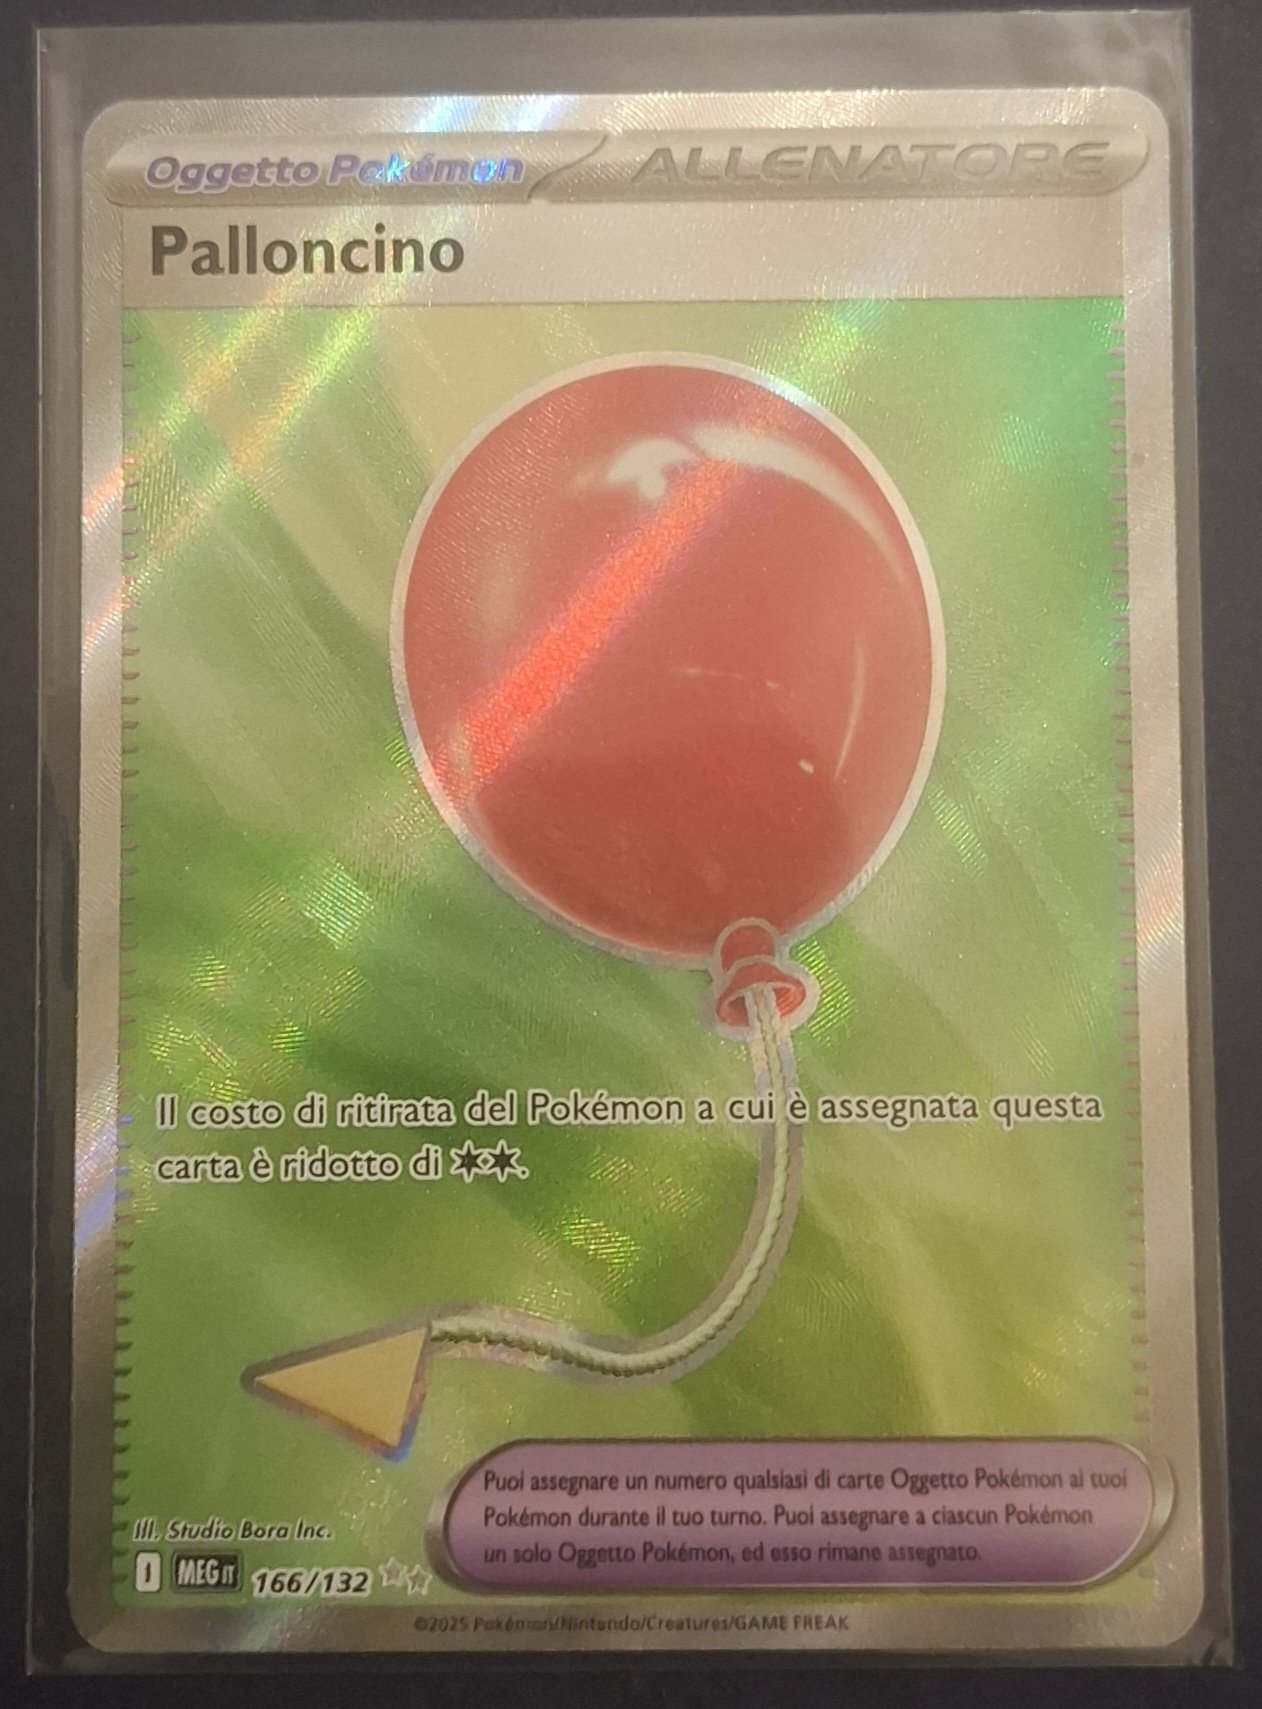 Oggetto Pokémon ALLENATORE
Palloncino
Il costo di ritirata del Pokémon a cui è assegnata questa
carta è ridotto di ✶✶.
Puoi assegnare un numero qualsiasi di carte Oggetto Pokémon ai tuoi
Pokémon durante il tuo turno. Puoi assegnare a ciascun Pokémon
un solo Oggetto Pokémon, ed esso rimane assegnato.
Ill. Studio Bora Inc.
I MEG IT 166/132 ★★
©2025 Pokémon/Nintendo/Creatures/GAME FREAK